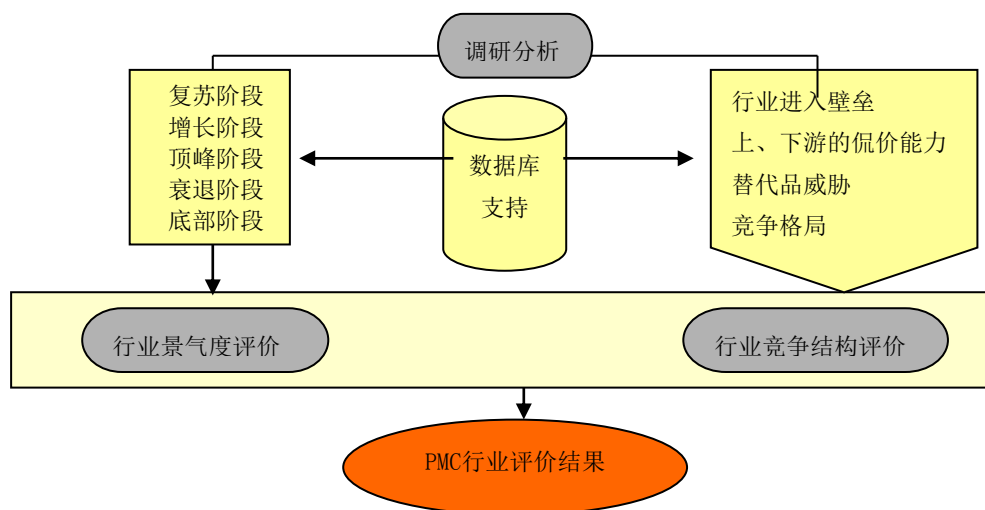 调研分析
复苏阶段
增长阶段
顶峰阶段
衰退阶段
底部阶段
数据库
支持
行业进入壁垒
上、下游的侃价能力
替代品威胁
竞争格局
行业景气度评价
行业竞争结构评价
PMC行业评价结果